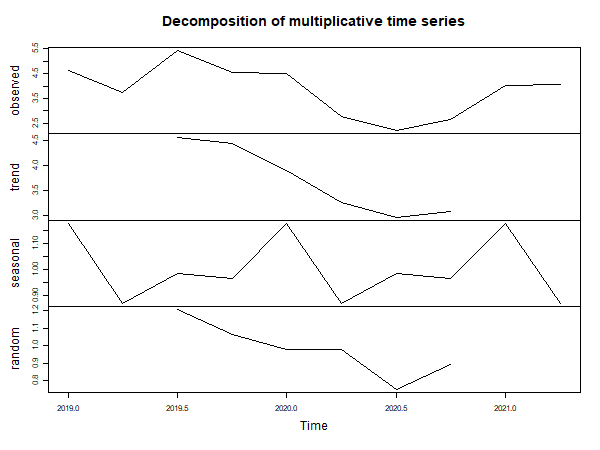 Decomposition of multiplicative time series
observed
5.5
4.5
3.5
2.5
trend
4.5
4.0
3.5
3.0
seasonal
1.10
1.00
0.90
random
1.2
1.1
1.0
0.9
0.8
2019.0 2019.5 2020.0 2020.5 2021.0
Time